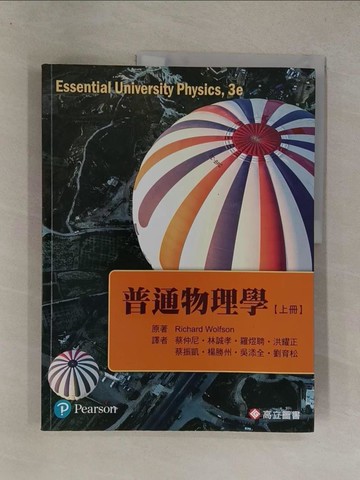 Essential University Physics, 3e
普通物理學【上冊】
原著 Richard Wolfson
譯者 蔡仲尼・林誠孝・羅煜聘・洪耀正
蔡振凱・楊勝州・吳添全・劉育松
P Pearson
高立圖書